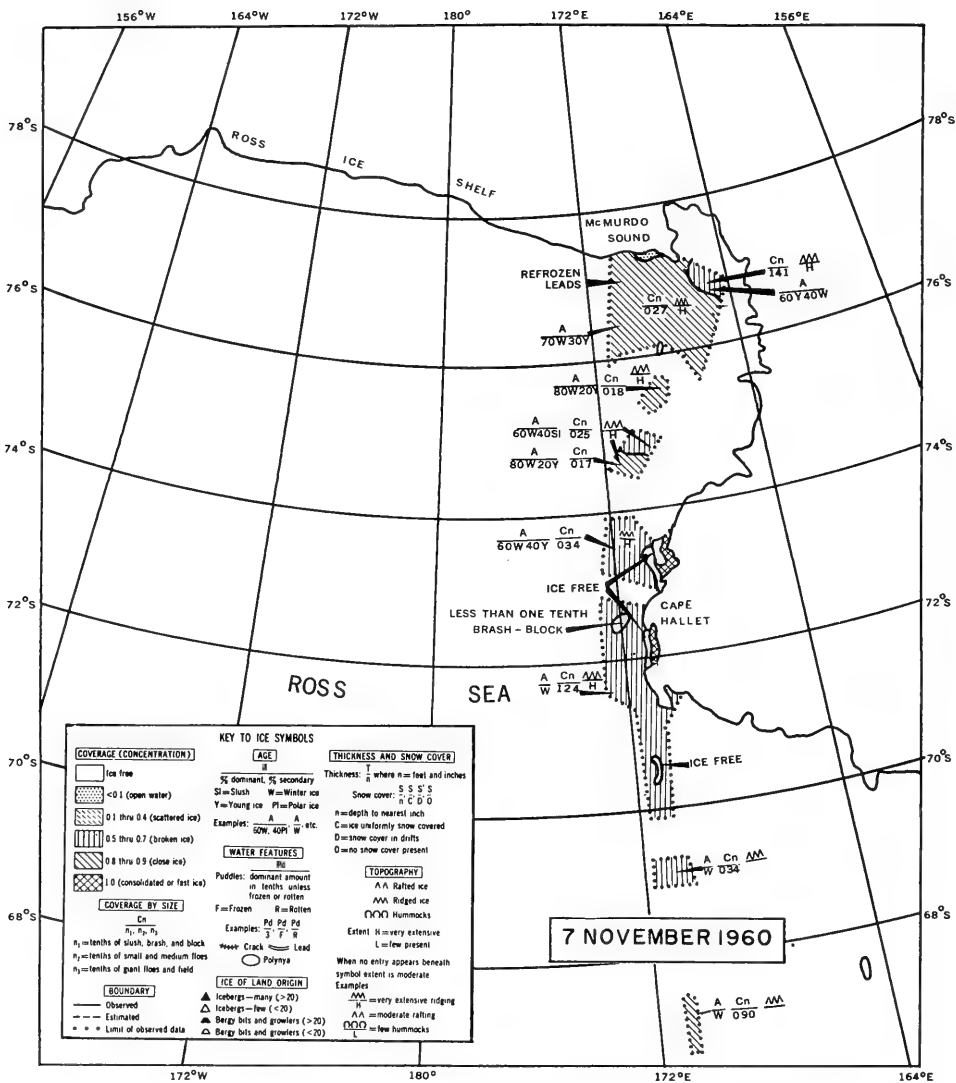 156°W 164°W 172°W 180° 172°E 164°E 156°E
78°S
78°S
ROSS ICE SHELF
McMURDO
SOUND
Cn
141 H
A
60Y40W
REFROZEN
LEADS
Cn
027 H
76°S
76°S
A
70W30Y
A Cn
80W20Y 018 H
A Cn
60W40Sl 025 H
A Cn
80W20Y 017
74°S
74°S
A Cn
60W40Y 034 H
ICE FREE
LESS THAN ONE TENTH
BRASH - BLOCK
CAPE
HALLET
72°S
72°S
ROSS SEA
A Cn
W 124 H
70°S
70°S
ICE FREE
A Cn
W 034
68°S
68°S
7 NOVEMBER 1960
A Cn
W 090
172°W 180° 172°E 164°E
KEY TO ICE SYMBOLS
COVERAGE (CONCENTRATION)
Ice free
<0.1 (open water)
0.1 thru 0.4 (scattered ice)
0.5 thru 0.7 (broken ice)
0.8 thru 0.9 (close ice)
1.0 (consolidated or fast ice)
COVERAGE BY SIZE
Cn
n₁, n₂, n₃
n₁=tenths of slush, brash, and block
n₂=tenths of small and medium floes
n₃=tenths of giant floes and field
BOUNDARY
Observed
Estimated
Limit of observed data
AGE
% dominant, % secondary
Sl=Slush W=Winter ice
Y=Young ice Pl=Polar ice
Examples: A/60W, 40Pl, A/W, etc.
WATER FEATURES
Pd
Puddles: dominant amount
in tenths unless
frozen or rotten
F=Frozen R=Rotten
Examples: Pd/3, Pd/F, Pd/R
Crack Lead
Polynya
ICE OF LAND ORIGIN
Icebergs—many (>20)
Icebergs—few (<20)
Bergy bits and growlers (>20)
Bergy bits and growlers (<20)
THICKNESS AND SNOW COVER
Thickness: T/n where n=feet and inches
Snow cover: S/n, S/C, S/D, S/O
n=depth to nearest inch
C=ice uniformly snow covered
D=snow cover in drifts
O=no snow cover present
TOPOGRAPHY
Rafted ice
Ridged ice
Hummocks
Extent H=very extensive
L=few present
When no entry appears beneath
symbol extent is moderate
Examples
H =very extensive ridging
=moderate rafting
L =few hummocks